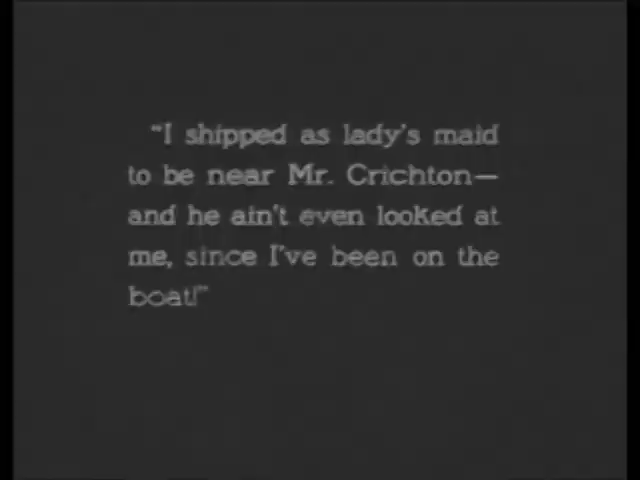 "I shipped as lady's maid
to be near Mr. Crichton—
and he ain't even looked at
me, since I've been on the
boat!"